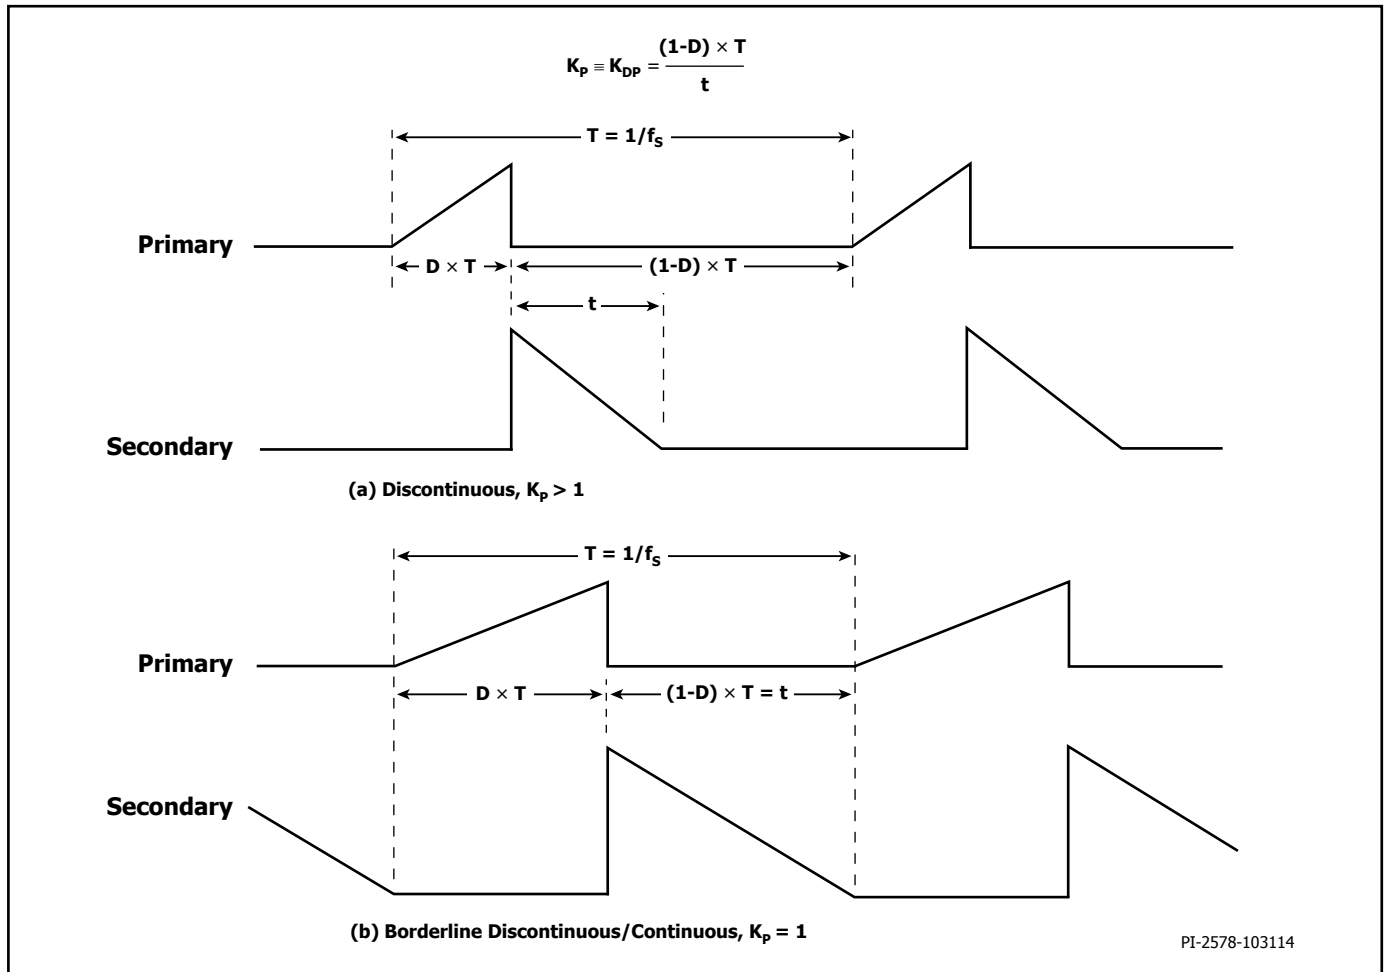 (1-D) × T
K_P ≡ K_DP =
t
T = 1/f_S
Primary
D × T
(1-D) × T
t
Secondary
(a) Discontinuous, K_P > 1
T = 1/f_S
Primary
D × T
(1-D) × T = t
Secondary
(b) Borderline Discontinuous/Continuous, K_P = 1
PI-2578-103114